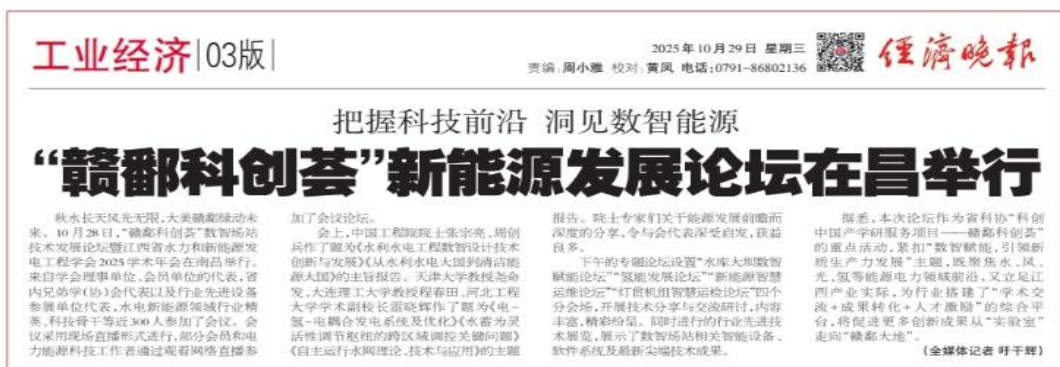 工业经济 03版
2025年10月29日 星期三
责编:周小雅 校对:黄凤 电话:0791-86802136
經濟晚報
把握科技前沿 洞见数智能源
“赣鄱科创荟”新能源发展论坛在昌举行
秋水长天风光无限,大美赣鄱绿动未
来。10月28日,“赣鄱科创荟”数智场站
技术发展论坛暨江西省水力和新能源发
电工程学会2025学术年会在南昌举行。
来自学会理事单位、会员单位的代表,省
内兄弟学(协)会代表以及行业先进设备
参展单位代表,水电新能源领域行业精
英、科技骨干等近300人参加了会议。会
议采用现场直播形式进行,部分会员和电
力能源科技工作者通过观看网络直播参
加了会议论坛。
会上,中国工程院院士张宗亮、周创
兵作了题为《水利水电工程数智设计技术
创新与发展》《从水利水电大国到清洁能
源大国》的主旨报告。天津大学教授尧命
发、大连理工大学教授程春田、河北工程
大学学术副校长雷晓辉作了题为《电-
氢-电耦合发电系统及优化》《水蓄为灵
活性调节枢纽的跨区域调控关键问题》
《自主运行水网理论、技术与应用》的主题
报告。院士专家们关于能源发展前瞻而
深度的分享,令与会代表深受启发,获益
良多。
下午的专题论坛设置“水库大坝数智
赋能论坛”“氢能发展论坛”“新能源智慧
运维论坛”“灯贯机组智慧运检论坛”四个
分会场,开展技术分享与交流研讨,内容
丰富,精彩纷呈。同时进行的行业先进技
术展览,展示了数智场站相关智能设备、
软件系统及最新尖端技术成果。
据悉,本次论坛作为省科协“科创
中国产学研服务项目——赣鄱科创荟”
的重点活动,紧扣“数智赋能,引领新
质生产力发展”主题,既聚焦水、风、
光、氢等能源电力领域前沿,又立足江
西产业实际,为行业搭建了“学术交
流+成果转化+人才激励”的综合平
台,将促进更多创新成果从“实验室”
走向“赣鄱大地”。
(全媒体记者 吁千辉)